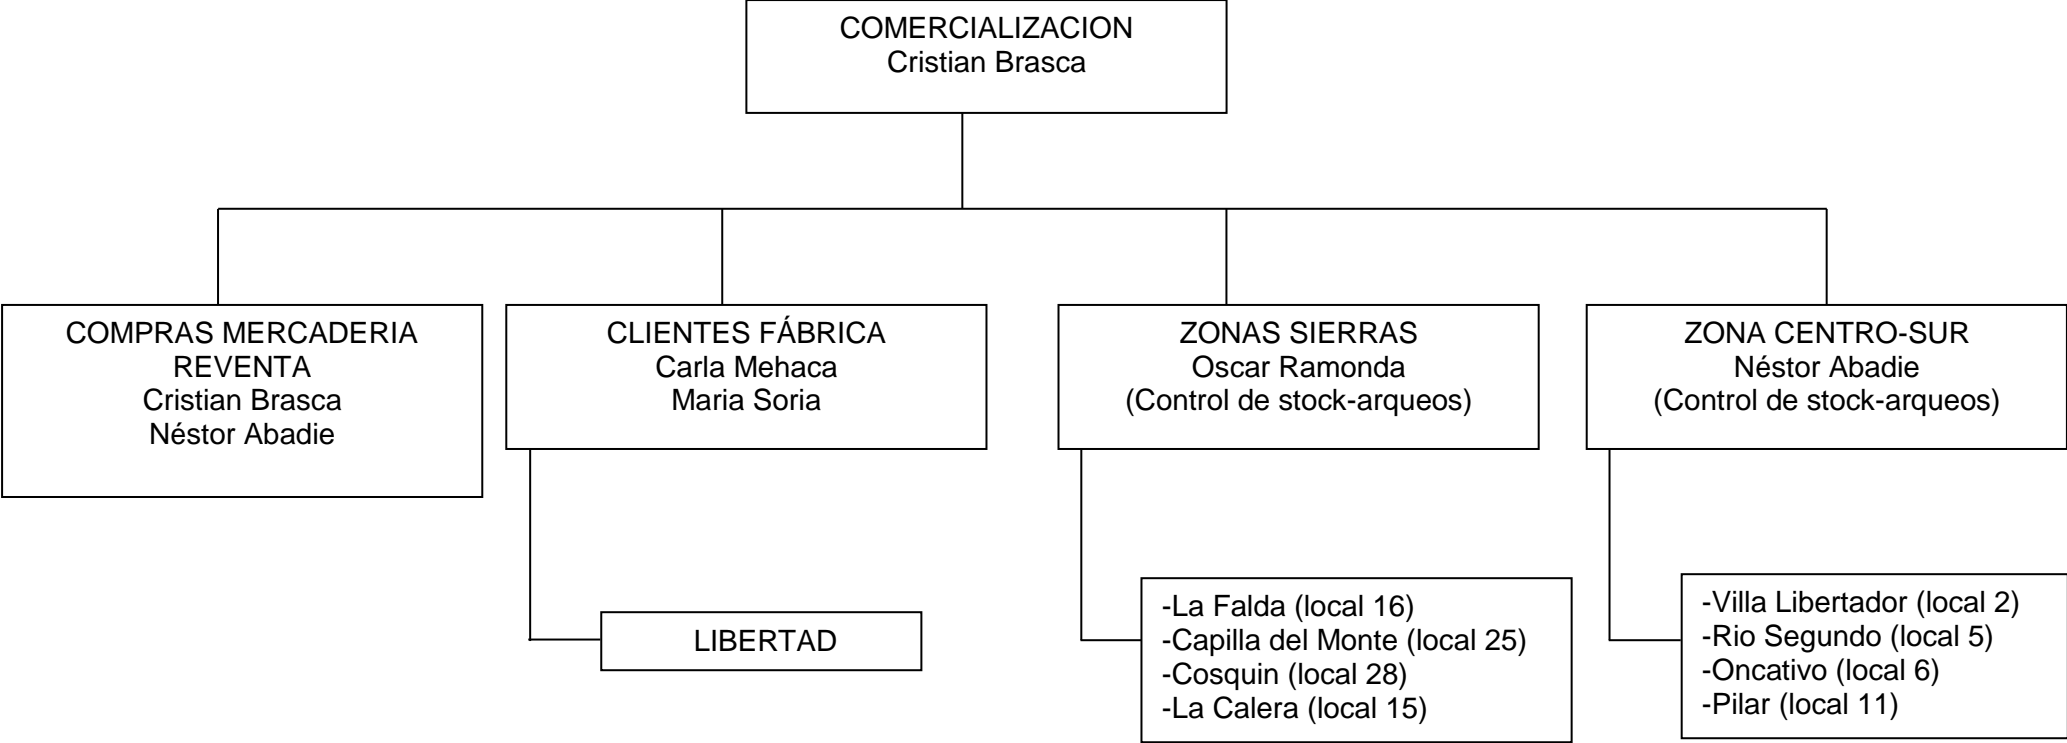 COMERCIALIZACION
Cristian Brasca
COMPRAS MERCADERIA
REVENTA
Cristian Brasca
Néstor Abadie
CLIENTES FÁBRICA
Carla Mehaca
Maria Soria
ZONAS SIERRAS
Oscar Ramonda
(Control de stock-arqueos)
ZONA CENTRO-SUR
Néstor Abadie
(Control de stock-arqueos)
LIBERTAD
-La Falda (local 16)
-Capilla del Monte (local 25)
-Cosquin (local 28)
-La Calera (local 15)
-Villa Libertador (local 2)
-Rio Segundo (local 5)
-Oncativo (local 6)
-Pilar (local 11)